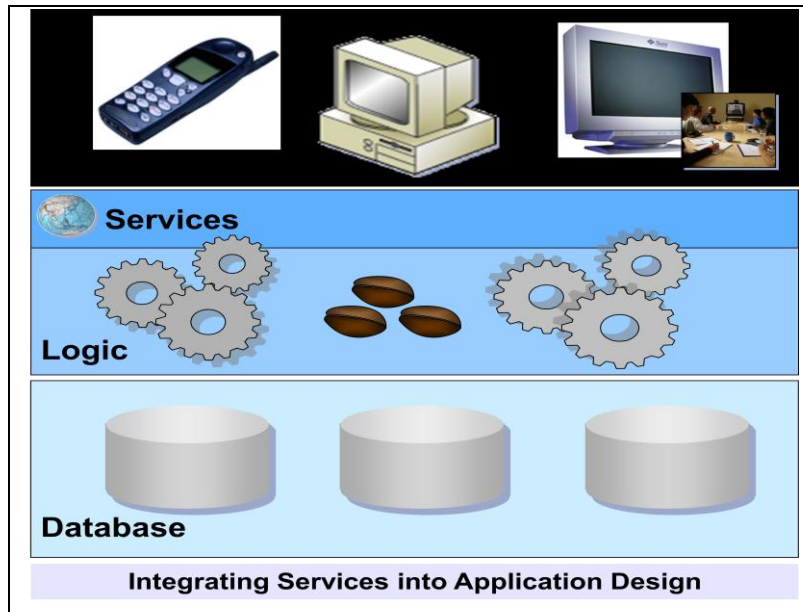 Services
Logic
Database
Integrating Services into Application Design